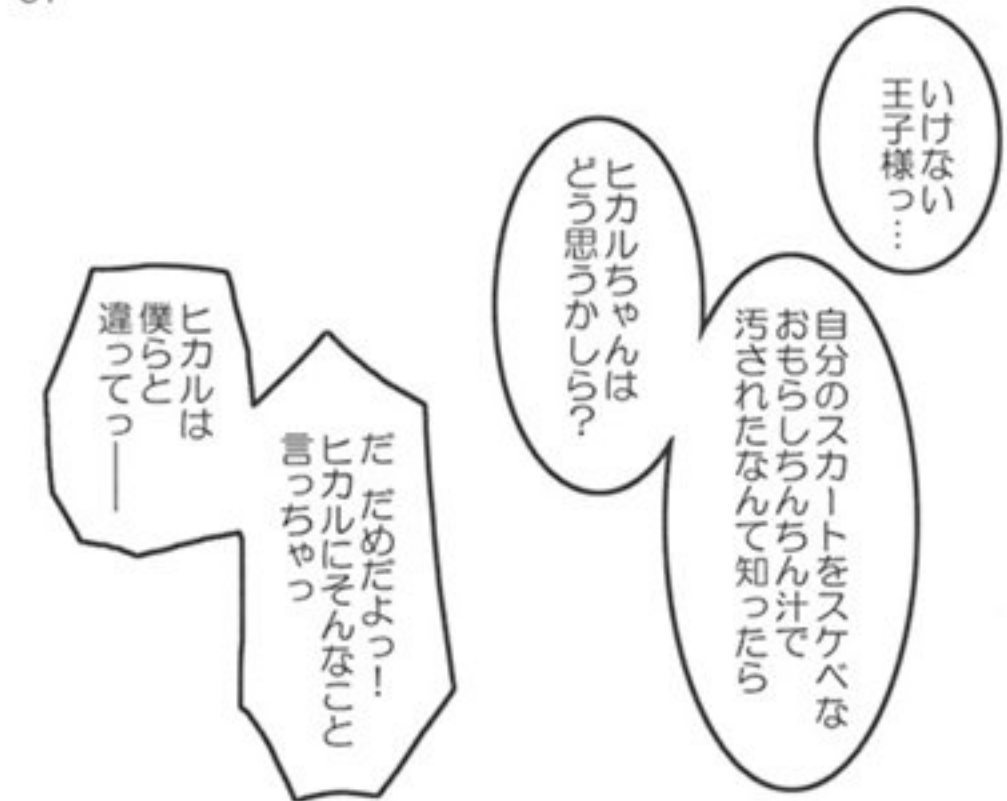 いけない
王子様っ…
自分のスカートをスケベな
おもらしちんちん汁で
汚されたなんて知ったら
ヒカルちゃんは
どう思うかしら？
だ だめだよっ！
ヒカルにそんなこと
言っちゃっ
ヒカルは
僕らと
違ってっ――